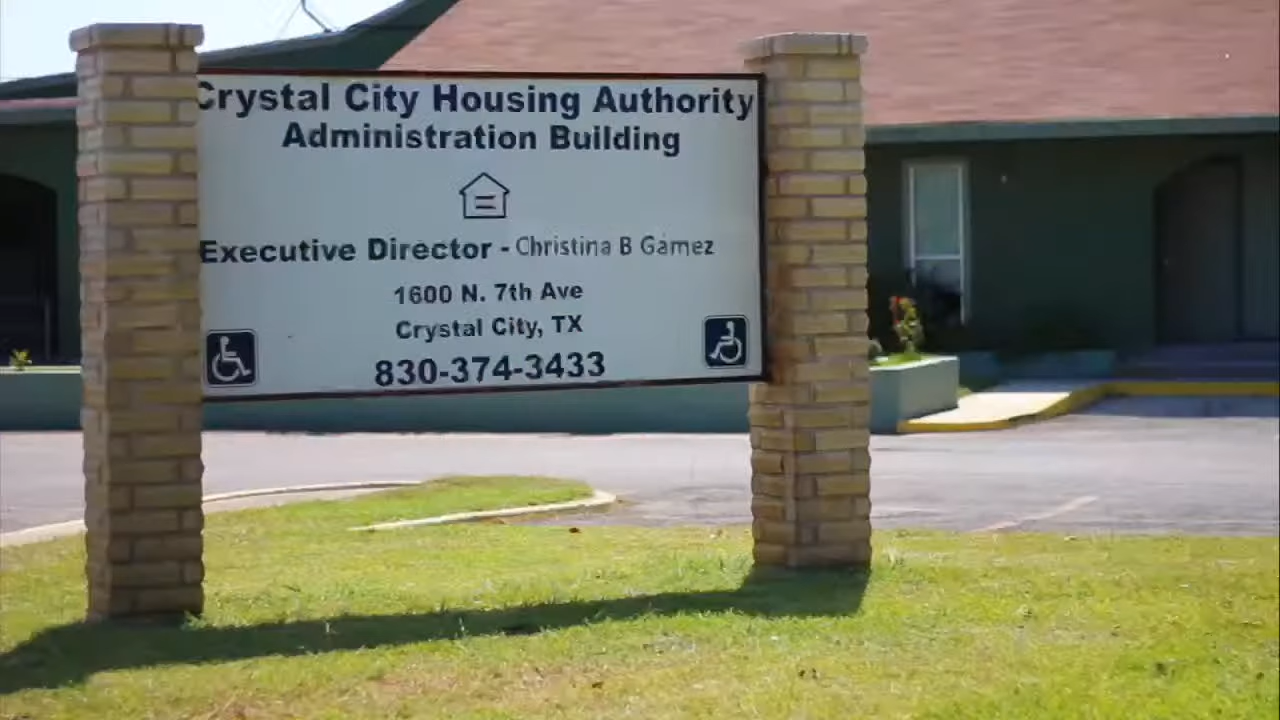 Crystal City Housing Authority
Administration Building
Executive Director - Christina B Gamez
1600 N. 7th Ave
Crystal City, TX
830-374-3433